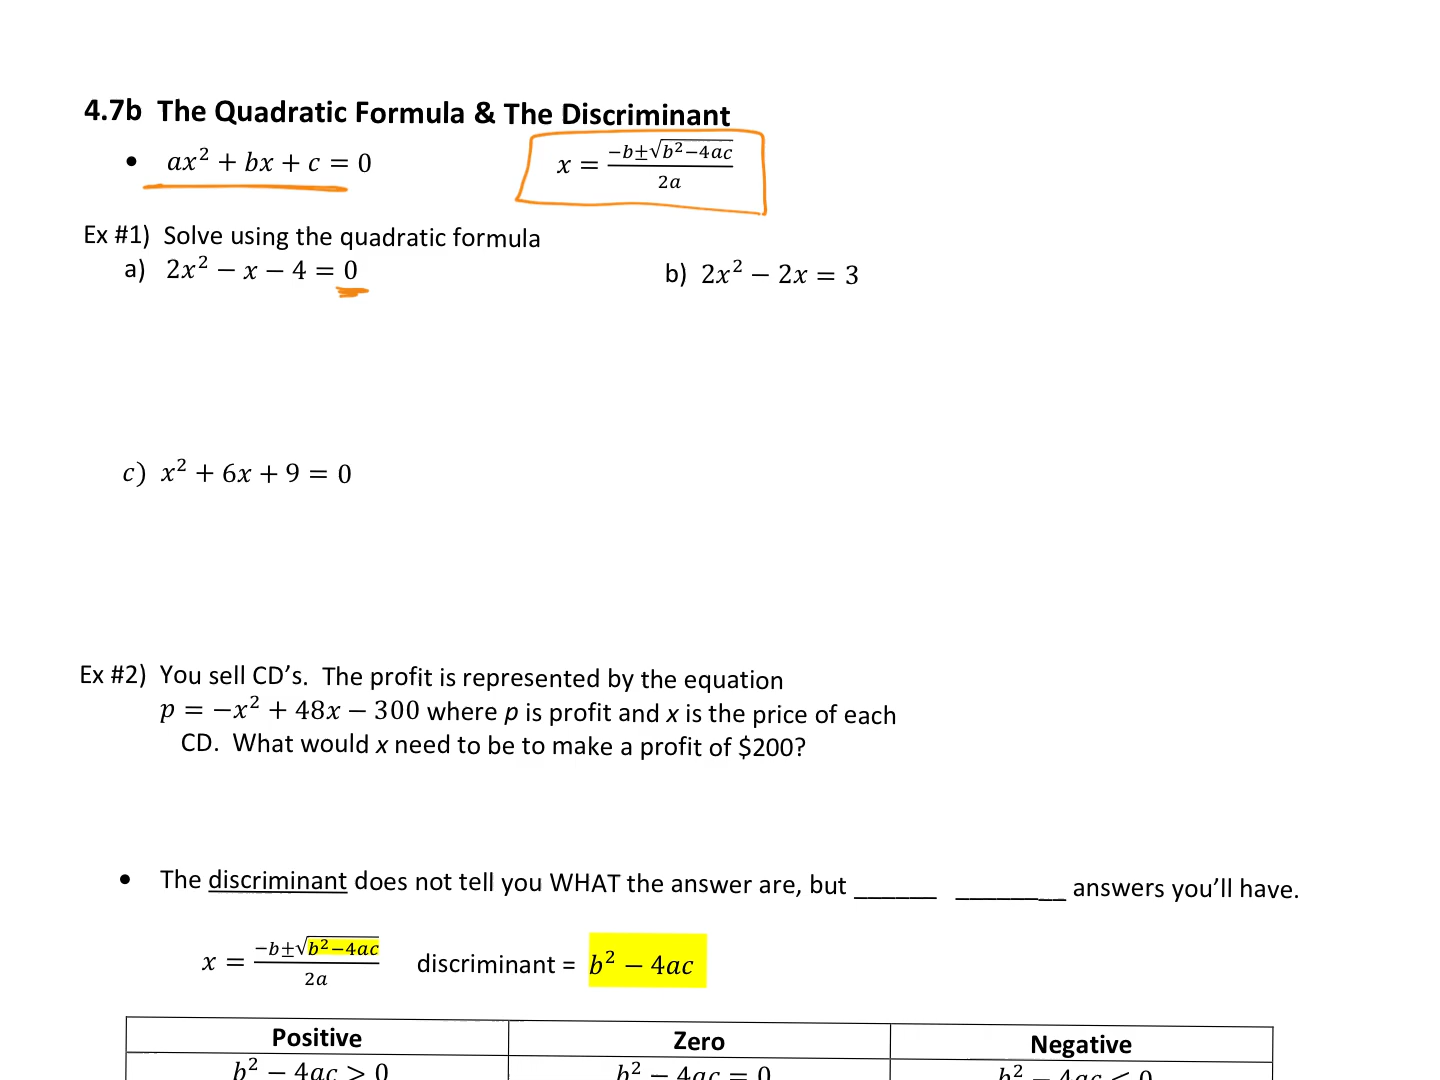 4.7b The Quadratic Formula & The Discriminant
• ax² + bx + c = 0 x = (-b±√(b²-4ac))/(2a)
Ex #1) Solve using the quadratic formula
a) 2x² − x − 4 = 0 b) 2x² − 2x = 3
c) x² + 6x + 9 = 0
Ex #2) You sell CD’s. The profit is represented by the equation
p = −x² + 48x − 300 where p is profit and x is the price of each
CD. What would x need to be to make a profit of $200?
• The discriminant does not tell you WHAT the answer are, but ______ ________ answers you’ll have.
x = (-b±√(b²-4ac))/(2a) discriminant = b² − 4ac
Positive Zero Negative
b² − 4ac > 0 b² − 4ac = 0 b² − 4ac < 0